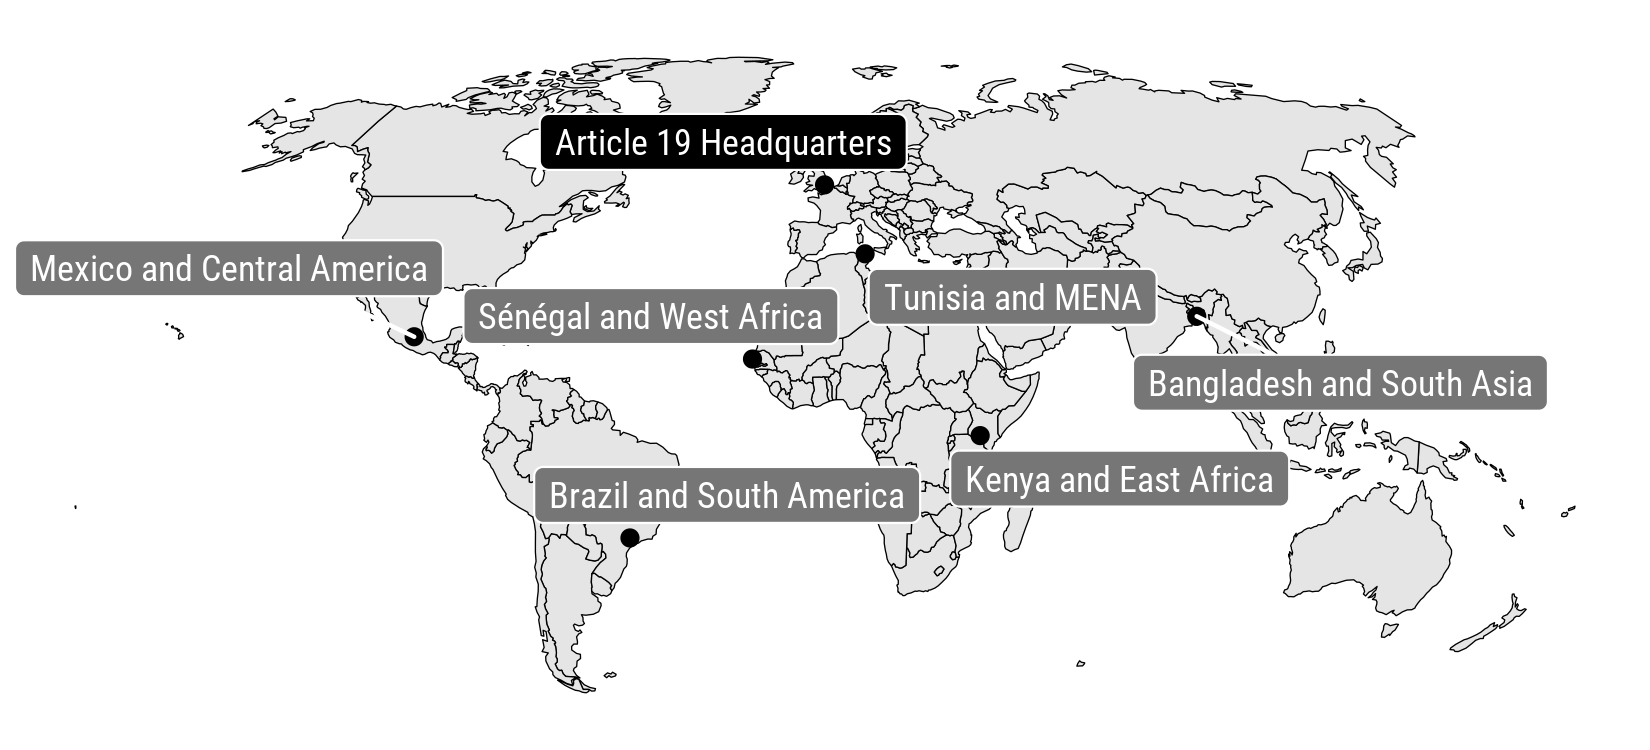 Article 19 Headquarters
Mexico and Central America
Sénégal and West Africa
Tunisia and MENA
Bangladesh and South Asia
Kenya and East Africa
Brazil and South America